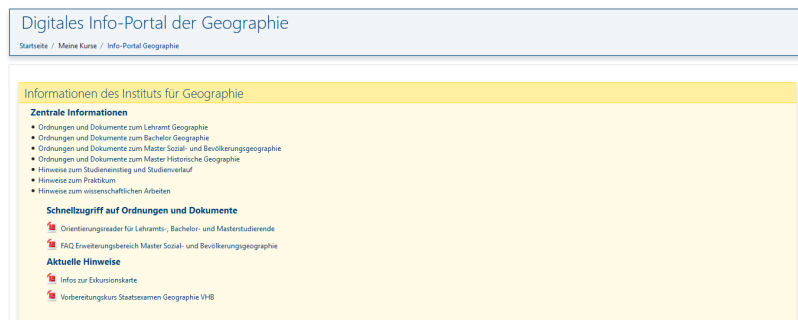 Digitales Info-Portal der Geographie
Startseite / Meine Kurse / Info-Portal Geographie
Informationen des Instituts für Geographie
Zentrale Informationen
Ordnungen und Dokumente zum Lehramt Geographie
Ordnungen und Dokumente zum Bachelor Geographie
Ordnungen und Dokumente zum Master Sozial- und Bevölkerungsgeographie
Ordnungen und Dokumente zum Master Historische Geographie
Hinweise zum Studieneinstieg und Studienverlauf
Hinweise zum Praktikum
Hinweise zum wissenschaftlichen Arbeiten
Schnellzugriff auf Ordnungen und Dokumente
Orientierungsreader für Lehramts-, Bachelor- und Masterstudierende
FAQ Erweiterungsbereich Master Sozial- und Bevölkerungsgeographie
Aktuelle Hinweise
Infos zur Exkursionskarte
Vorbereitungskurs Staatsexamen Geographie VHB